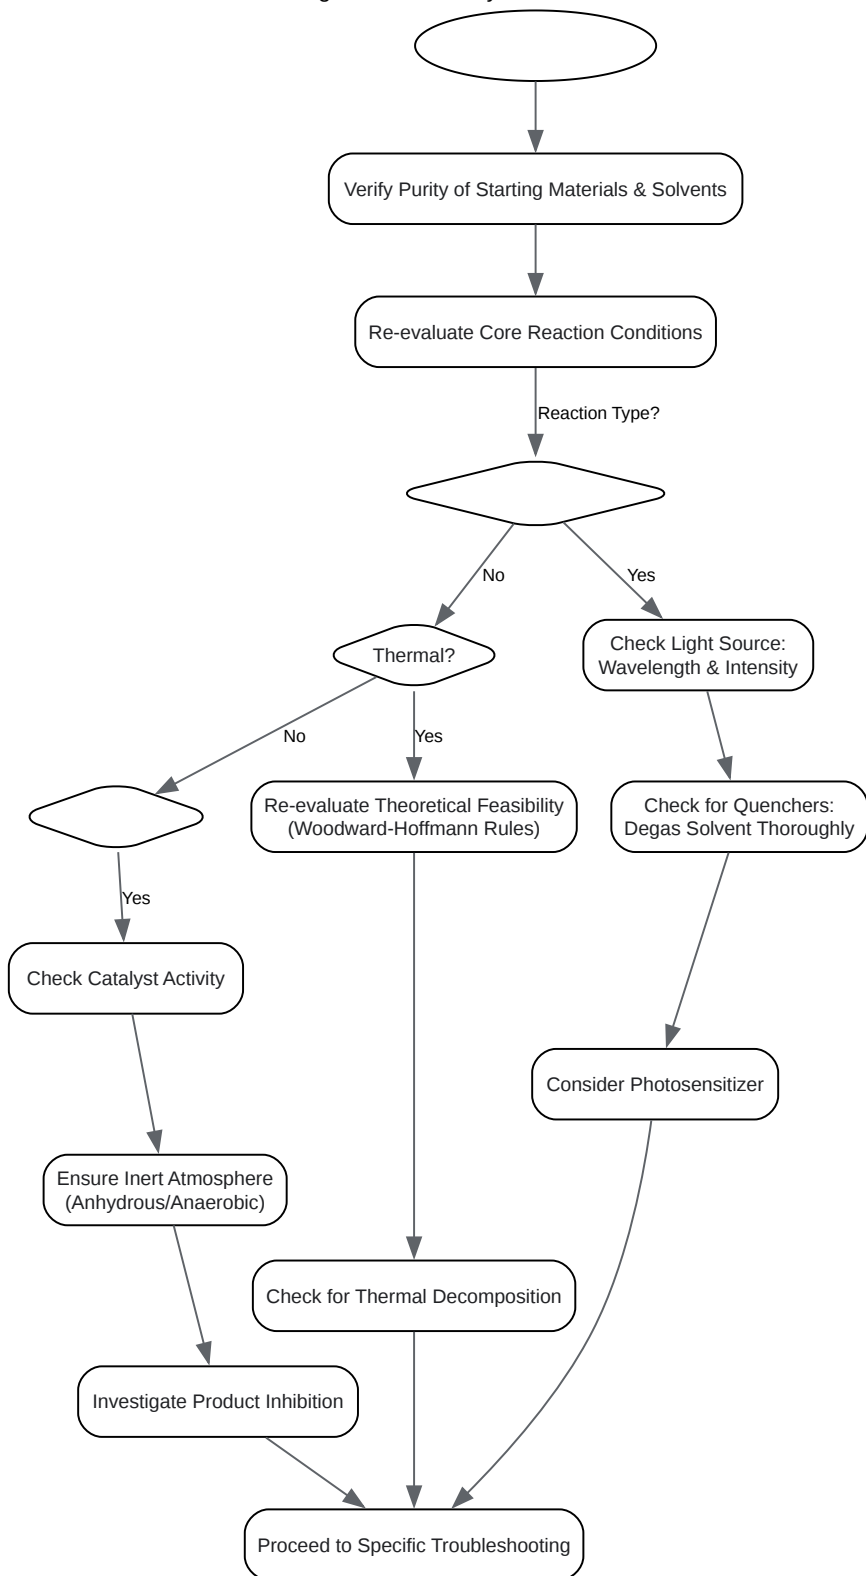 Verify Purity of Starting Materials & Solvents
Re-evaluate Core Reaction Conditions
Reaction Type?
No
Yes
Thermal?
Check Light Source:
Wavelength & Intensity
No
Yes
Re-evaluate Theoretical Feasibility
(Woodward-Hoffmann Rules)
Check for Quenchers:
Degas Solvent Thoroughly
Yes
Check Catalyst Activity
Consider Photosensitizer
Ensure Inert Atmosphere
(Anhydrous/Anaerobic)
Check for Thermal Decomposition
Investigate Product Inhibition
Proceed to Specific Troubleshooting